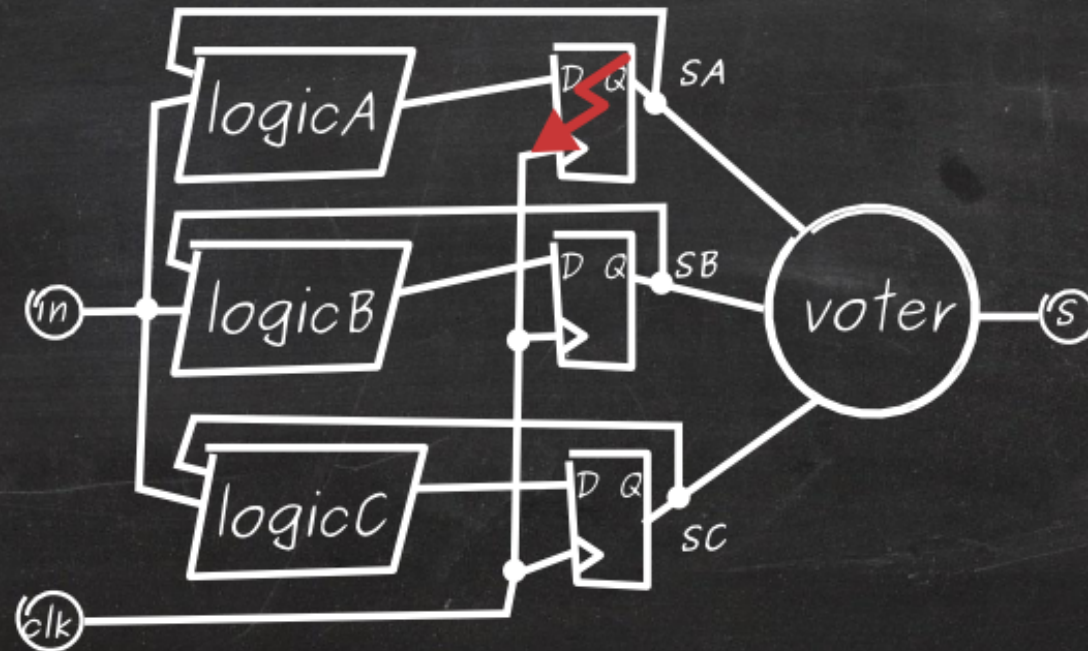 logicA
D Q
SA
in
logicB
D Q
SB
voter
S
logicC
D Q
SC
clk